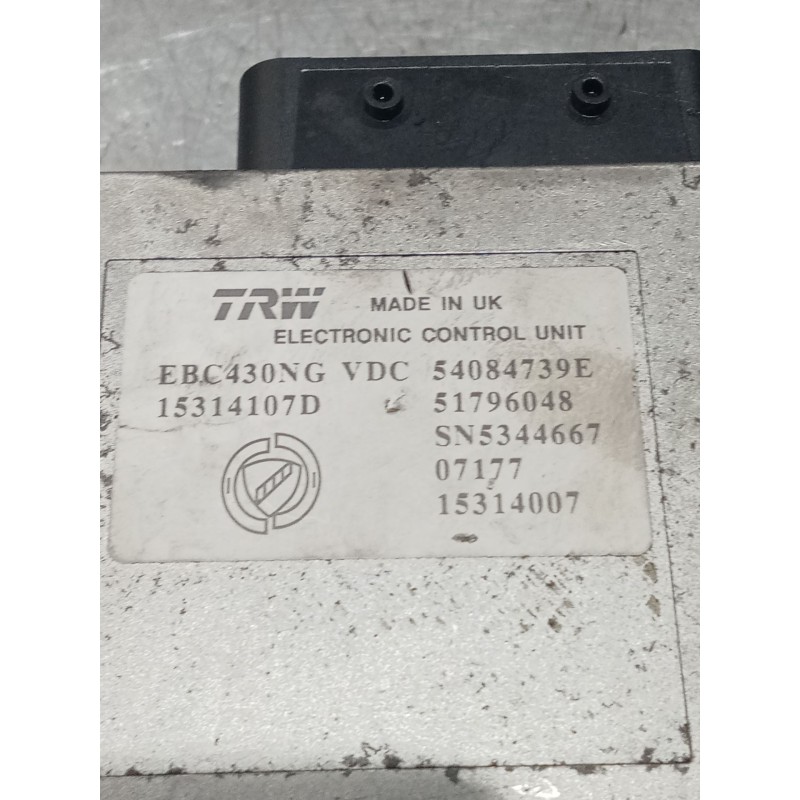 TRW MADE IN UK
ELECTRONIC CONTROL UNIT
EBC430NG VDC 54084739E
15314107D 51796048
SN5344667
07177
15314007